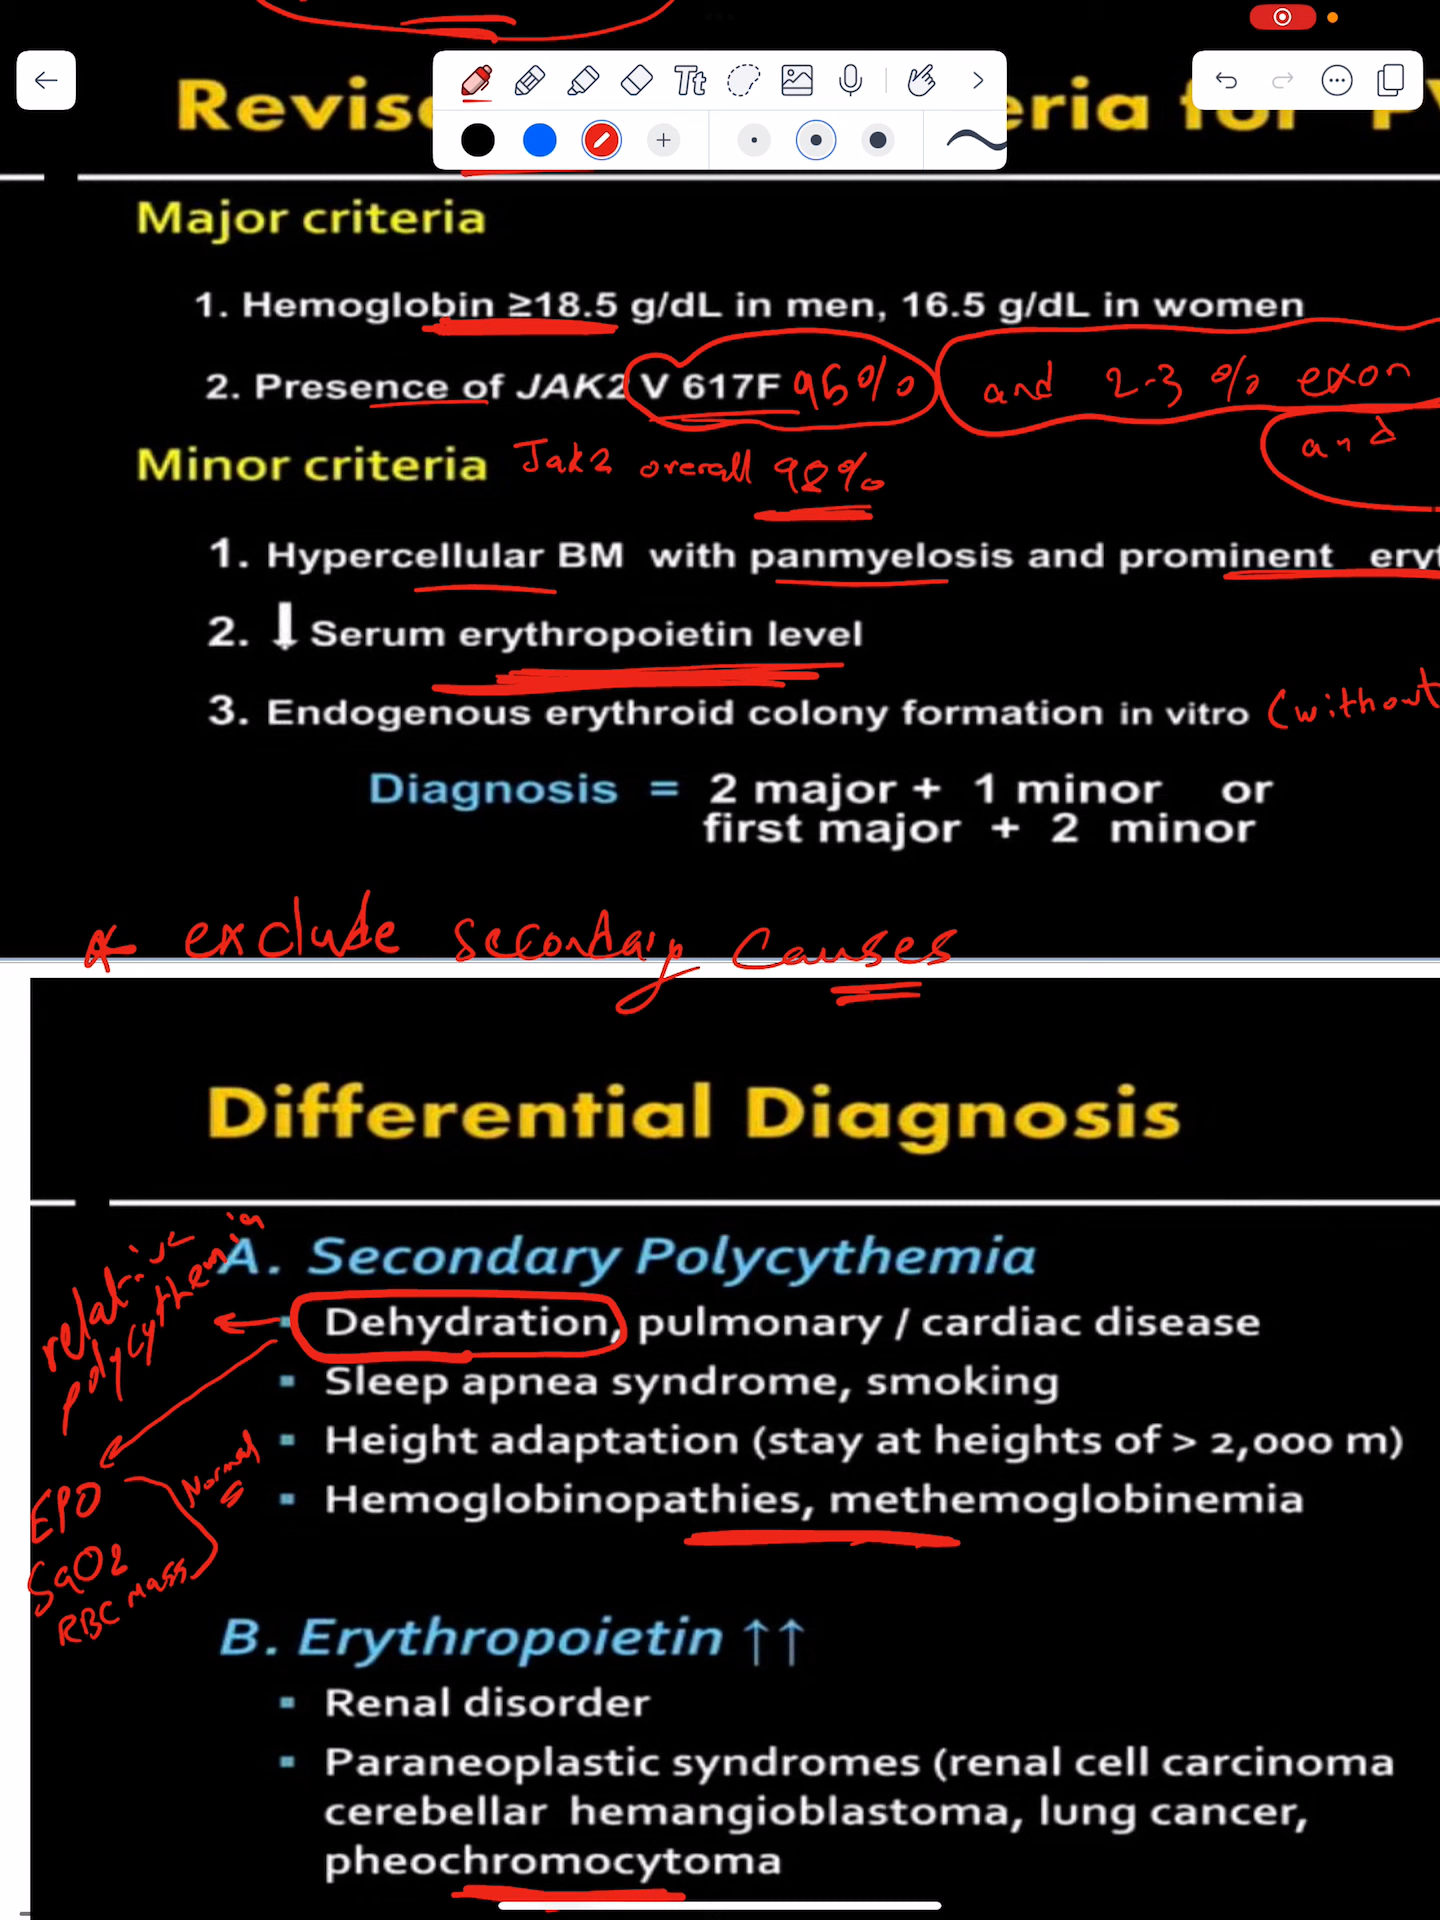 Revis eria for PV
Tt
Major criteria
1. Hemoglobin ≥18.5 g/dL in men, 16.5 g/dL in women
2. Presence of JAK2 V 617F 95% and 2-3 % exon
and
Minor criteria Jak2 overall 98%
1. Hypercellular BM with panmyelosis and prominent eryt
2. ↓ Serum erythropoietin level
3. Endogenous erythroid colony formation in vitro (without
Diagnosis = 2 major + 1 minor or
first major + 2 minor
* exclude secondary causes
Differential Diagnosis
A. Secondary Polycythemia
relative polycythemia
Dehydration, pulmonary / cardiac disease
Sleep apnea syndrome, smoking
Height adaptation (stay at heights of > 2,000 m)
Hemoglobinopathies, methemoglobinemia
EPO
SaO2
RBC mass
Normal
B. Erythropoietin ↑↑
Renal disorder
Paraneoplastic syndromes (renal cell carcinoma
cerebellar hemangioblastoma, lung cancer,
pheochromocytoma